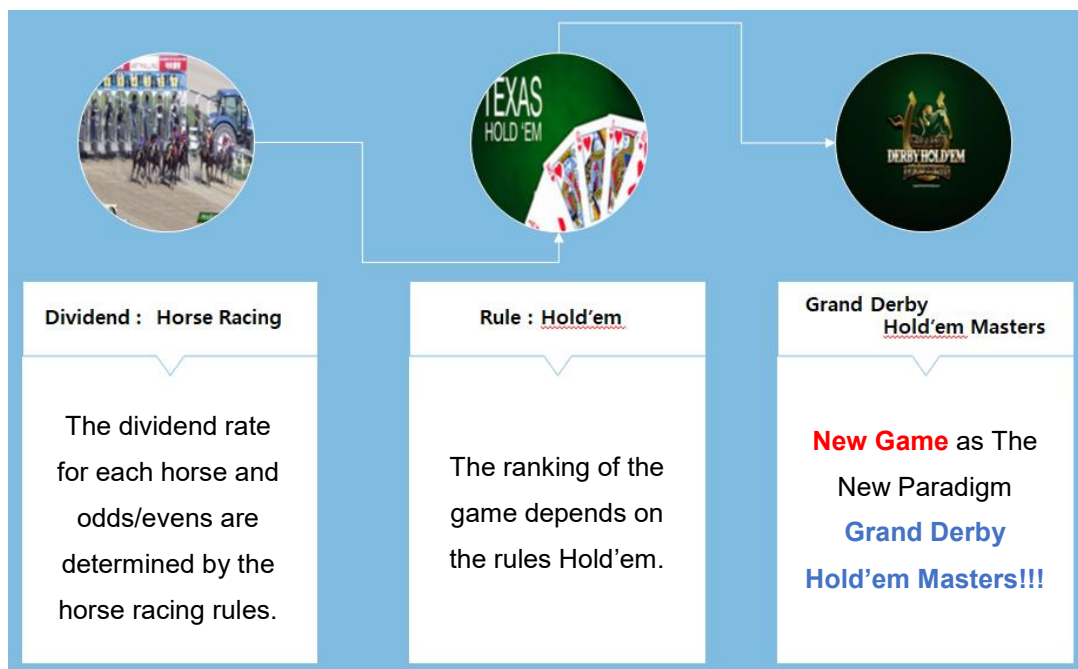 TEXAS
HOLD 'EM
DERBY HOLD'EM
Dividend : Horse Racing
The dividend rate
for each horse and
odds/evens are
determined by the
horse racing rules.
Rule : Hold'em
The ranking of the
game depends on
the rules Hold'em.
Grand Derby
Hold'em Masters
New Game as The
New Paradigm
Grand Derby
Hold'em Masters!!!